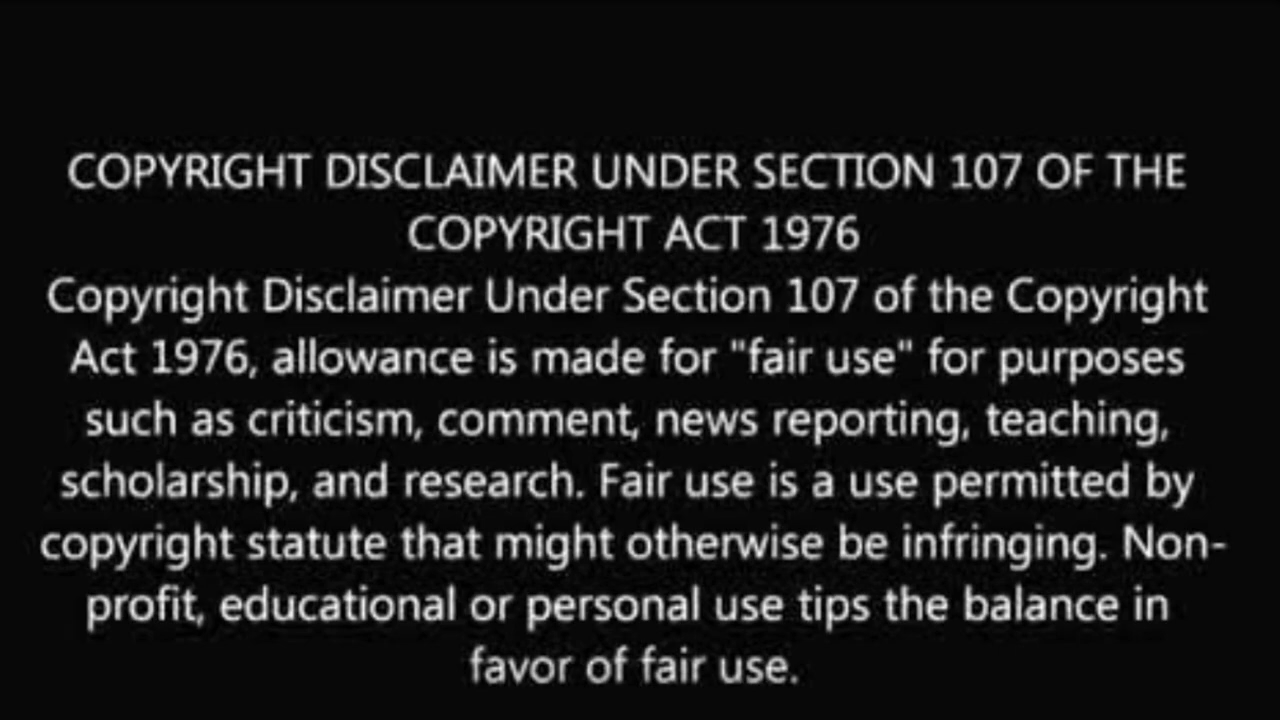 COPYRIGHT DISCLAIMER UNDER SECTION 107 OF THE
COPYRIGHT ACT 1976
Copyright Disclaimer Under Section 107 of the Copyright
Act 1976, allowance is made for "fair use" for purposes
such as criticism, comment, news reporting, teaching,
scholarship, and research. Fair use is a use permitted by
copyright statute that might otherwise be infringing. Non-
profit, educational or personal use tips the balance in
favor of fair use.